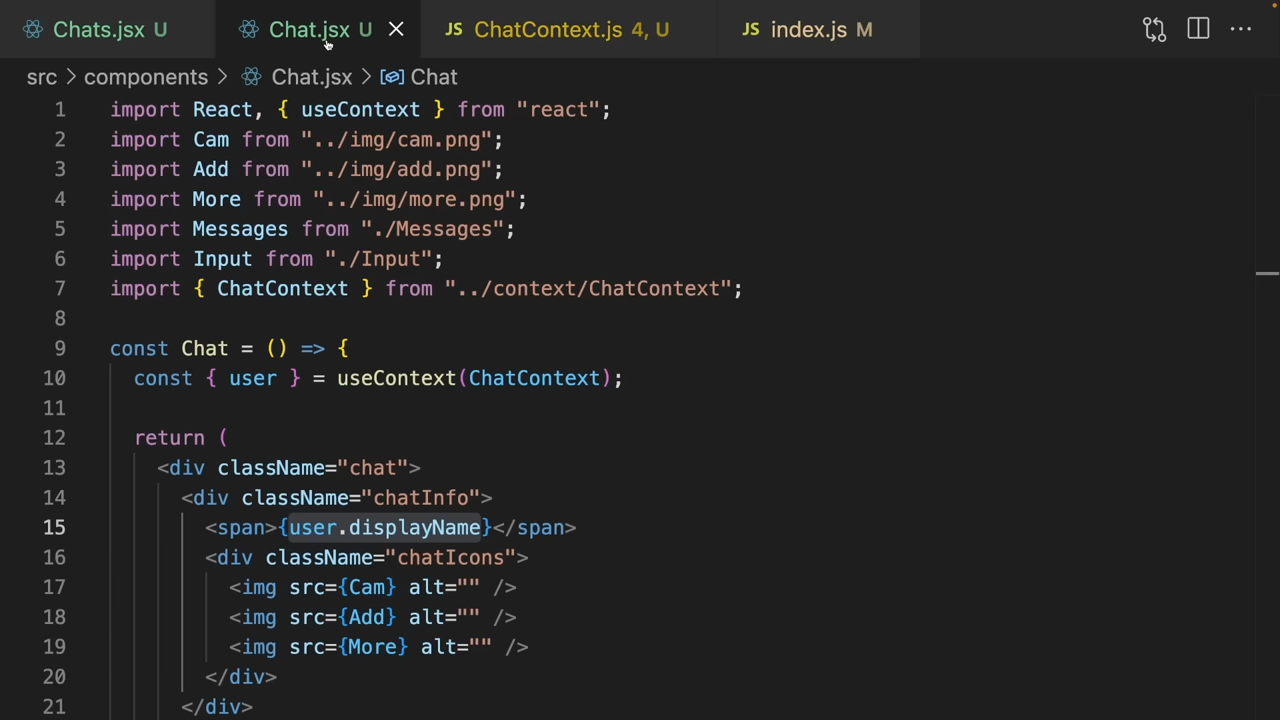 Chats.jsx U Chat.jsx U JS ChatContext.js 4, U JS index.js M
src > components > Chat.jsx > Chat
1 import React, { useContext } from "react";
2 import Cam from "../img/cam.png";
3 import Add from "../img/add.png";
4 import More from "../img/more.png";
5 import Messages from "./Messages";
6 import Input from "./Input";
7 import { ChatContext } from "../context/ChatContext";
8
9 const Chat = () => {
10 const { user } = useContext(ChatContext);
11
12 return (
13 <div className="chat">
14 <div className="chatInfo">
15 <span>{user.displayName}</span>
16 <div className="chatIcons">
17 <img src={Cam} alt="" />
18 <img src={Add} alt="" />
19 <img src={More} alt="" />
20 </div>
21 </div>